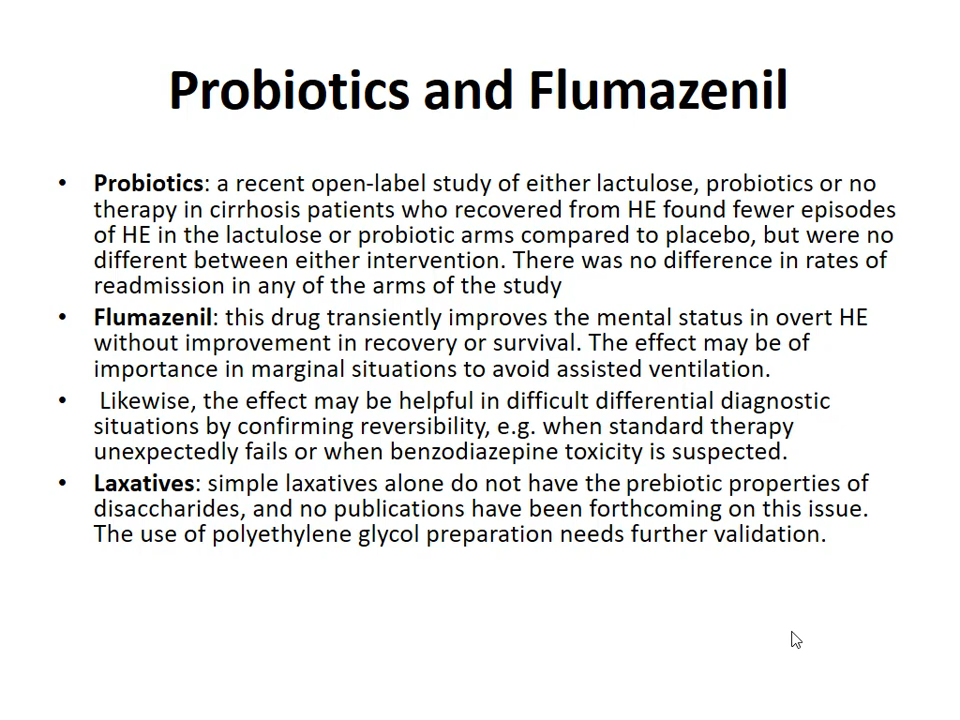 Probiotics and Flumazenil
• Probiotics: a recent open-label study of either lactulose, probiotics or no
therapy in cirrhosis patients who recovered from HE found fewer episodes
of HE in the lactulose or probiotic arms compared to placebo, but were no
different between either intervention. There was no difference in rates of
readmission in any of the arms of the study
• Flumazenil: this drug transiently improves the mental status in overt HE
without improvement in recovery or survival. The effect may be of
importance in marginal situations to avoid assisted ventilation.
• Likewise, the effect may be helpful in difficult differential diagnostic
situations by confirming reversibility, e.g. when standard therapy
unexpectedly fails or when benzodiazepine toxicity is suspected.
• Laxatives: simple laxatives alone do not have the prebiotic properties of
disaccharides, and no publications have been forthcoming on this issue.
The use of polyethylene glycol preparation needs further validation.